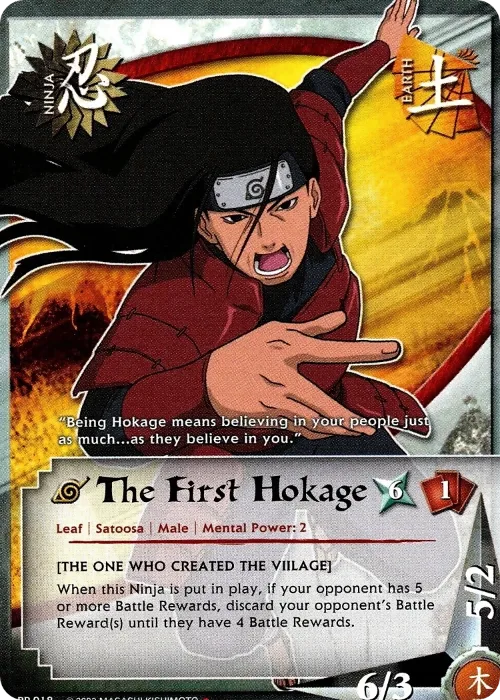 NINJA
忍
EARTH
土
"Being Hokage means believing in your people just
as much...as they believe in you."
The First Hokage
6
1
Leaf | Satoosa | Male | Mental Power: 2
[THE ONE WHO CREATED THE VIILAGE]
When this Ninja is put in play, if your opponent has 5
or more Battle Rewards, discard your opponent's Battle
Reward(s) until they have 4 Battle Rewards.
5/2
6/3
木
MASASHI KISHIMOTO